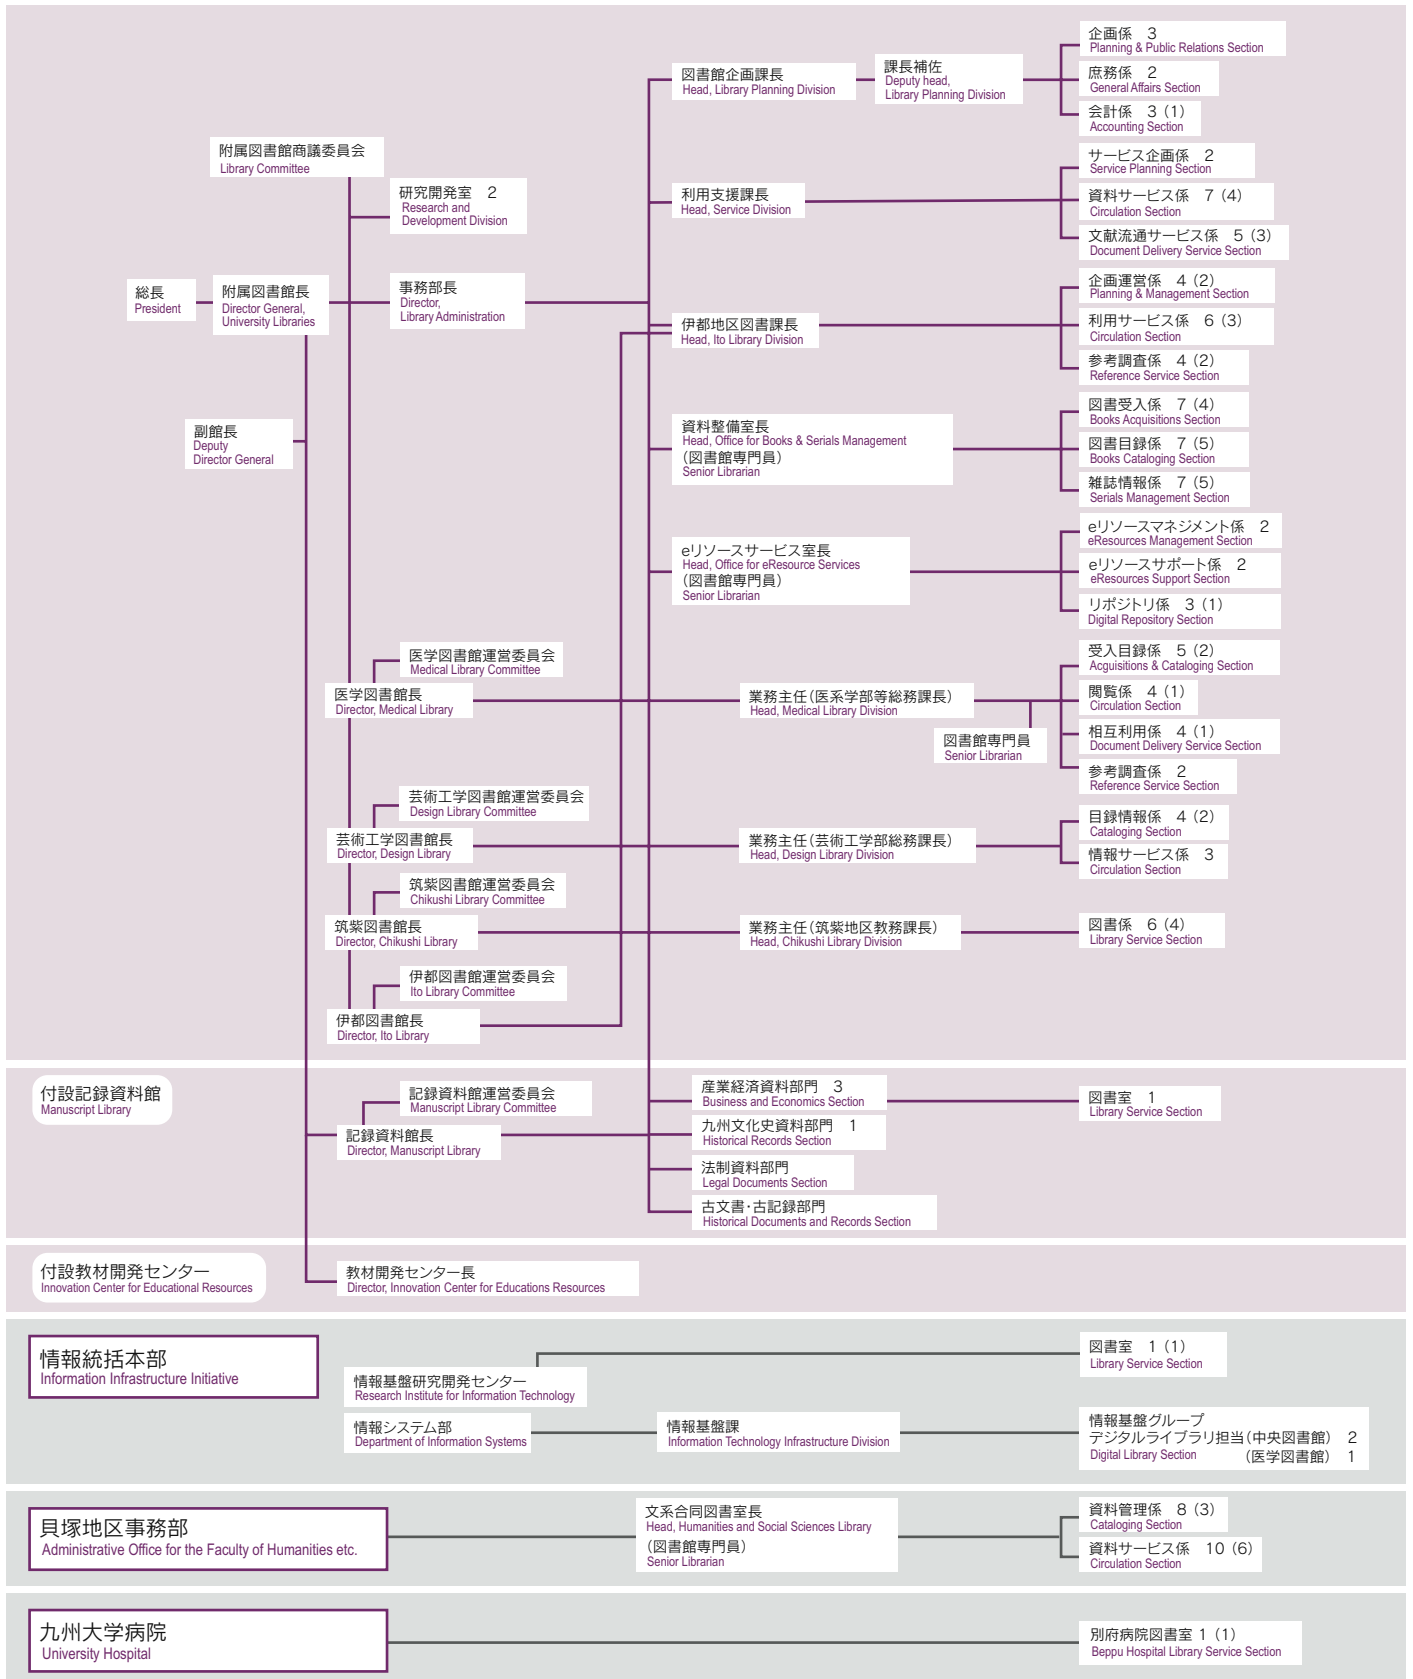 企画係 3
Planning & Public Relations Section
図書館企画課長
Head, Library Planning Division
課長補佐
Deputy head,
Library Planning Division
庶務係 2
General Affairs Section
会計係 3（1）
Accounting Section
附属図書館商議委員会
Library Committee
サービス企画係 2
Service Planning Section
研究開発室 2
Research and
Development Division
利用支援課長
Head, Service Division
資料サービス係 7（4）
Circulation Section
文献流通サービス係 5（3）
Document Delivery Service Section
総長
President
附属図書館長
Director General,
University Libraries
事務部長
Director,
Library Administration
企画運営係 4（2）
Planning & Management Section
伊都地区図書課長
Head, Ito Library Division
利用サービス係 6（3）
Circulation Section
参考調査係 4（2）
Reference Service Section
副館長
Deputy
Director General
資料整備室長
Head, Office for Books & Serials Management
（図書館専門員）
Senior Librarian
図書受入係 7（4）
Books Acquisitions Section
図書目録係 7（5）
Books Cataloging Section
雑誌情報係 7（5）
Serials Management Section
eリソースサービス室長
Head, Office for eResource Services
（図書館専門員）
Senior Librarian
eリソースマネジメント係 2
eResources Management Section
eリソースサポート係 2
eResources Support Section
リポジトリ係 3（1）
Digital Repository Section
医学図書館運営委員会
Medical Library Committee
医学図書館長
Director, Medical Library
業務主任（医系学部等総務課長）
Head, Medical Library Division
図書館専門員
Senior Librarian
受入目録係 5（2）
Acguisitions & Cataloging Section
閲覧係 4（1）
Circulation Section
相互利用係 4（1）
Document Delivery Service Section
参考調査係 2
Reference Service Section
芸術工学図書館運営委員会
Design Library Committee
芸術工学図書館長
Director, Design Library
業務主任（芸術工学部総務課長）
Head, Design Library Division
目録情報係 4（2）
Cataloging Section
情報サービス係 3
Circulation Section
筑紫図書館運営委員会
Chikushi Library Committee
筑紫図書館長
Director, Chikushi Library
業務主任（筑紫地区教務課長）
Head, Chikushi Library Division
図書係 6（4）
Library Service Section
伊都図書館運営委員会
Ito Library Committee
伊都図書館長
Director, Ito Library
付設記録資料館
Manuscript Library
記録資料館運営委員会
Manuscript Library Committee
記録資料館長
Director, Manuscript Library
産業経済資料部門 3
Business and Economics Section
図書室 1
Library Service Section
九州文化史資料部門 1
Historical Records Section
法制資料部門
Legal Documents Section
古文書・古記録部門
Historical Documents and Records Section
付設教材開発センター
Innovation Center for Educational Resources
教材開発センター長
Director, Innovation Center for Educations Resources
情報統括本部
Information Infrastructure Initiative
情報基盤研究開発センター
Research Institute for Information Technology
図書室 1（1）
Library Service Section
情報システム部
Department of Information Systems
情報基盤課
Information Technology Infrastructure Division
情報基盤グループ
デジタルライブラリ担当（中央図書館） 2
Digital Library Section （医学図書館） 1
貝塚地区事務部
Administrative Office for the Faculty of Humanities etc.
文系合同図書室長
Head, Humanities and Social Sciences Library
（図書館専門員）
Senior Librarian
資料管理係 8（3）
Cataloging Section
資料サービス係 10（6）
Circulation Section
九州大学病院
University Hospital
別府病院図書室 1（1）
Beppu Hospital Library Service Section